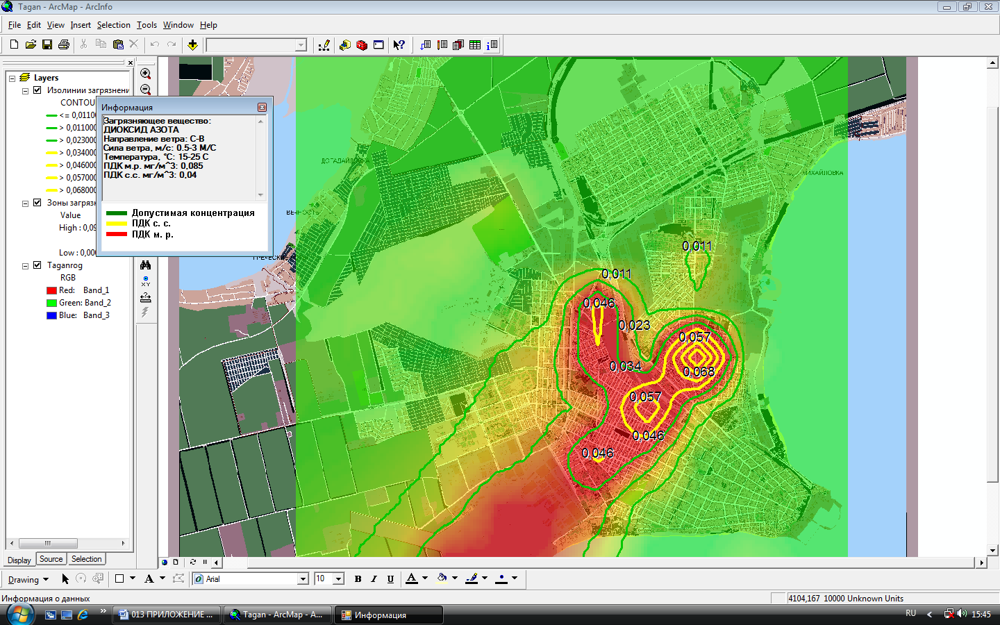 Tagan - ArcMap - ArcInfo
File Edit View Insert Selection Tools Window Help
Layers
Изолинии загрязнени
CONTOU
<= 0,01100
> 0,011000
> 0,023000
> 0,034000
> 0,046000
> 0,057000
> 0,068000
Зоны загрязн
Value
High : 0,09
Low : 0,000
Taganrog
RGB
Red: Band_1
Green: Band_2
Blue: Band_3
Display Source Selection
Информация
Загрязняющее вещество:
ДИОКСИД АЗОТА
Направление ветра: С-В
Сила ветра, м/с: 0.5-3 М/С
Температура, °С: 15-25 С
ПДК м.р. мг/м^3: 0,085
ПДК с.с. мг/м^3: 0,04
Допустимая концентрация
ПДК с. с.
ПДК м. р.
XY
МИХАЙЛОВКА
0,011
0,011
0,046
0,023
0,057
0,034
0,068
0,057
0,046
0,046
Drawing A Arial 10 B I U A
Информация о данных
4104,167 10000 Unknown Units
013 ПРИЛОЖЕНИЕ ... Tagan - ArcMap - A... Информация
RU 15:45